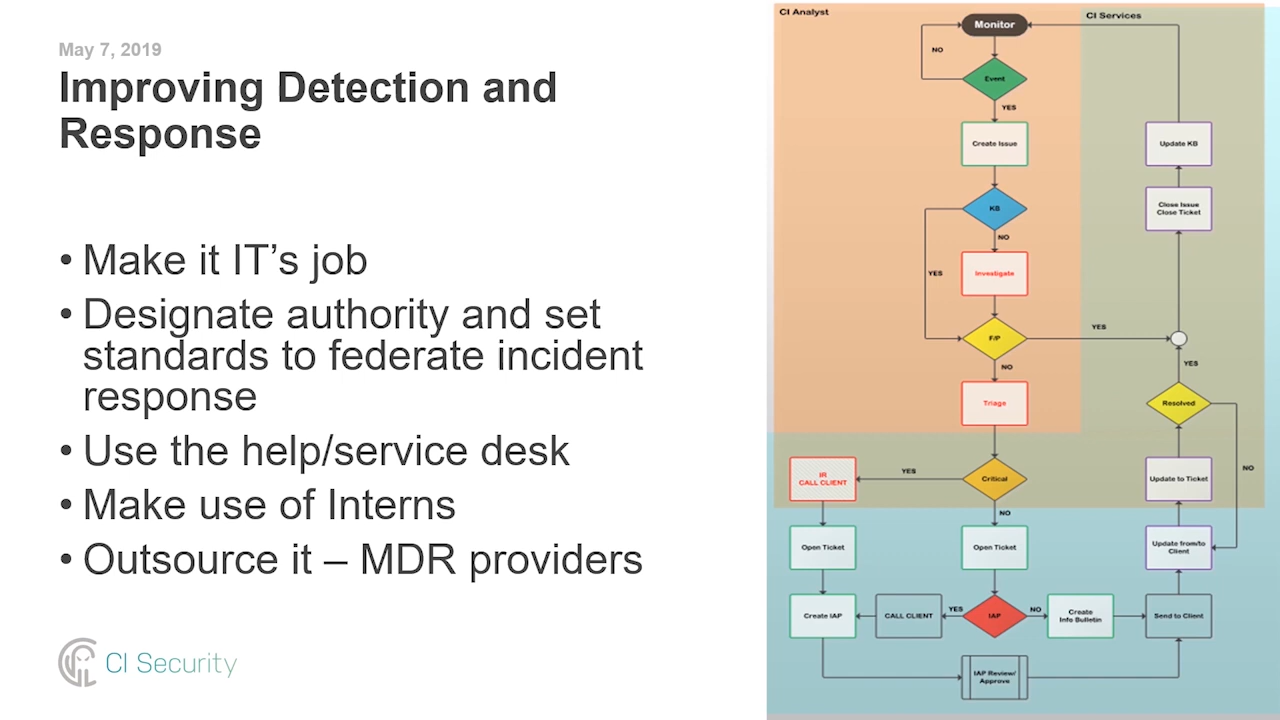 May 7, 2019
Improving Detection and
Response
• Make it IT’s job
• Designate authority and set
standards to federate incident
response
• Use the help/service desk
• Make use of Interns
• Outsource it – MDR providers
CI Security
CI Analyst
CI Services
Monitor
NO
Event
YES
Create Issue
Update KB
KB
Close Issue
Close Ticket
NO
YES
Investigate
F/P
YES
NO
YES
Triage
Resolved
IR
CALL CLIENT
YES
Critical
Update to Ticket
NO
NO
Open Ticket
Open Ticket
Update from/to
Client
Create IAP
CALL CLIENT
YES
IAP
NO
Create
Info Bulletin
Send to Client
IAP Review/
Approve